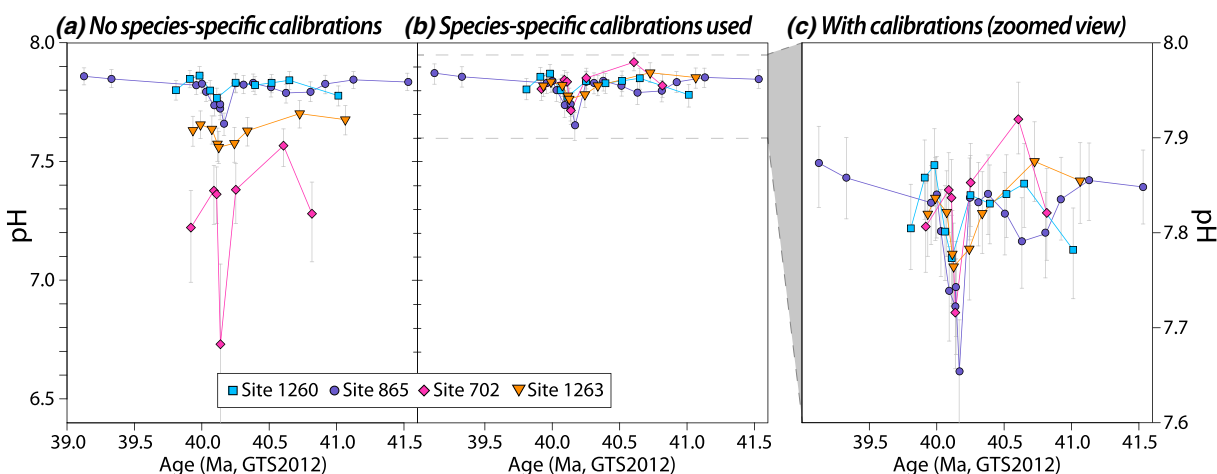 (a) No species-specific calibrations
(b) Species-specific calibrations used
(c) With calibrations (zoomed view)
8.0
7.5
7.0
6.5
pH
8.0
7.9
7.8
7.7
7.6
pH
Site 1260 Site 865 Site 702 Site 1263
39.0 39.5 40.0 40.5 41.0 41.5
39.5 40.0 40.5 41.0 41.5
39.5 40.0 40.5 41.0 41.5
Age (Ma, GTS2012)
Age (Ma, GTS2012)
Age (Ma, GTS2012)